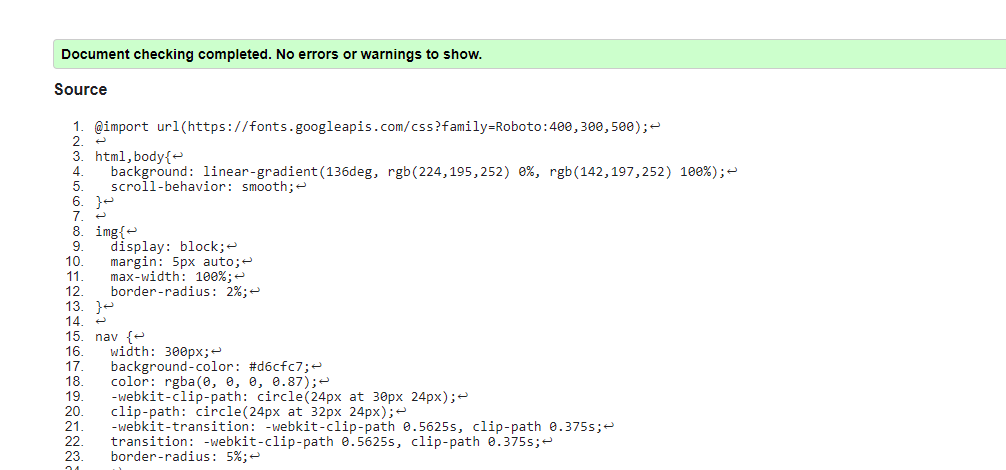 Document checking completed. No errors or warnings to show.
Source
1. @import url(https://fonts.googleapis.com/css?family=Roboto:400,300,500);↩
2. ↩
3. html,body{↩
4. background: linear-gradient(136deg, rgb(224,195,252) 0%, rgb(142,197,252) 100%);↩
5. scroll-behavior: smooth;↩
6. }↩
7. ↩
8. img{↩
9. display: block;↩
10. margin: 5px auto;↩
11. max-width: 100%;↩
12. border-radius: 2%;↩
13. }↩
14. ↩
15. nav {↩
16. width: 300px;↩
17. background-color: #d6cfc7;↩
18. color: rgba(0, 0, 0, 0.87);↩
19. -webkit-clip-path: circle(24px at 30px 24px);↩
20. clip-path: circle(24px at 32px 24px);↩
21. -webkit-transition: -webkit-clip-path 0.5625s, clip-path 0.375s;↩
22. transition: -webkit-clip-path 0.5625s, clip-path 0.375s;↩
23. border-radius: 5%;↩